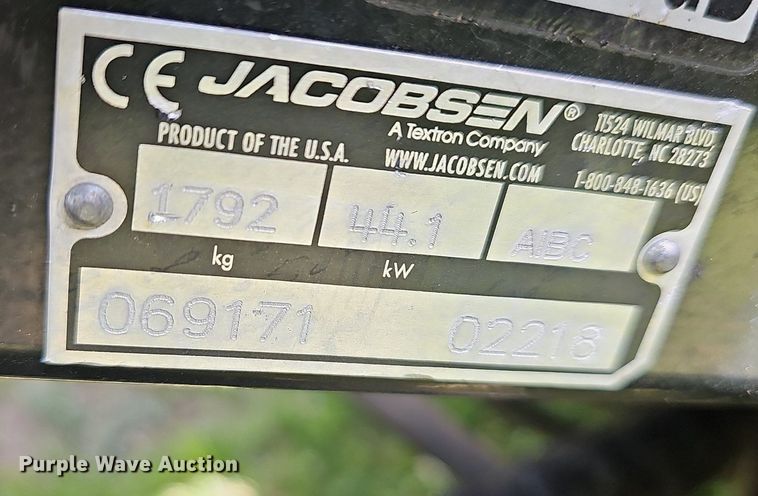 CE JACOBSEN®
A Textron Company
11524 WILMAR BLVD,
CHARLOTTE, NC 28273
PRODUCT OF THE U.S.A.
WWW.JACOBSEN.COM
1-800-848-1636 (US)
1792
44.1
AIBC
kg
kW
069171 02218
Purple Wave Auction